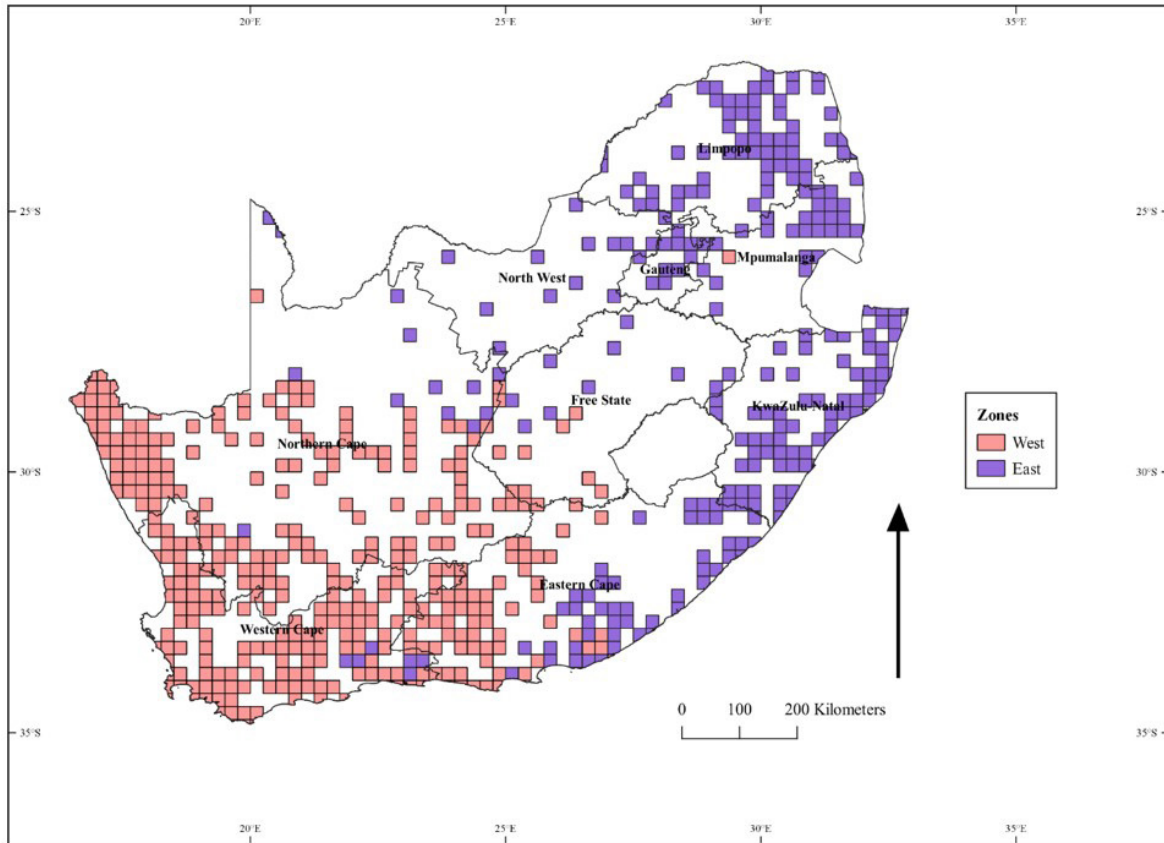 20°E
25°E
30°E
35°E
Limpopo
25°S
25°S
Mpumalanga
Gauteng
North West
Free State
KwaZulu-Natal
Zones
West
East
Northern Cape
30°S
30°S
Eastern Cape
Western Cape
0 100 200 Kilometers
35°S
35°S
20°E
25°E
30°E
35°E